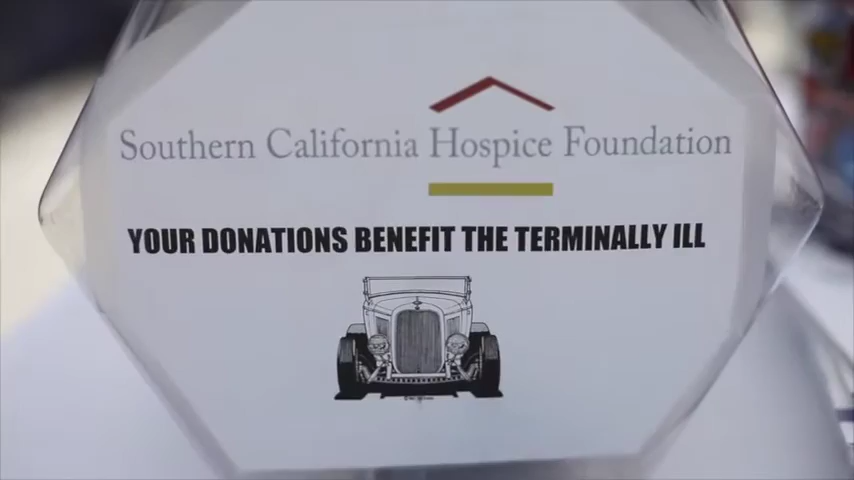 Southern California Hospice Foundation
YOUR DONATIONS BENEFIT THE TERMINALLY ILL